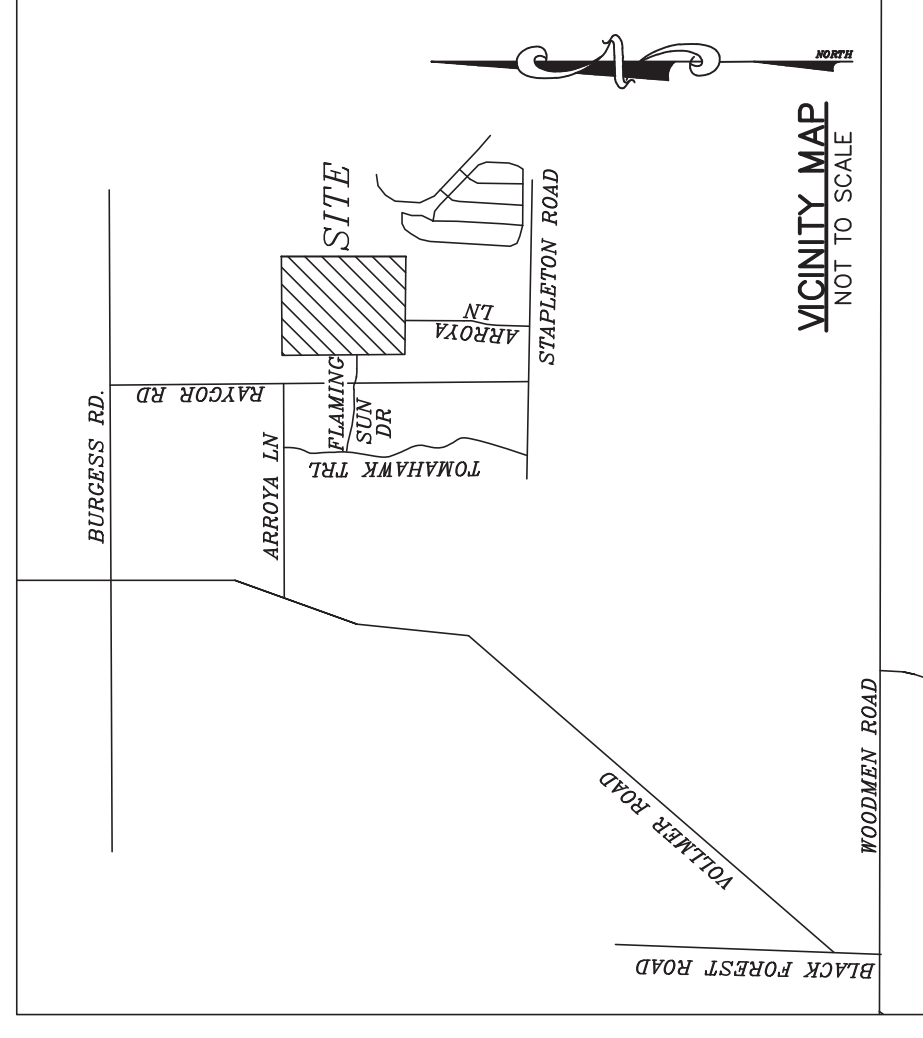 NORTH
VICINITY MAP
NOT TO SCALE
SITE
STAPLETON ROAD
ARROYA
LN
RAYGOR RD
FLAMING
SUN
DR
BURGESS RD.
ARROYA LN
TOMAHAWK TRL
WOODMEN ROAD
VOLLMER ROAD
BLACK FOREST ROAD